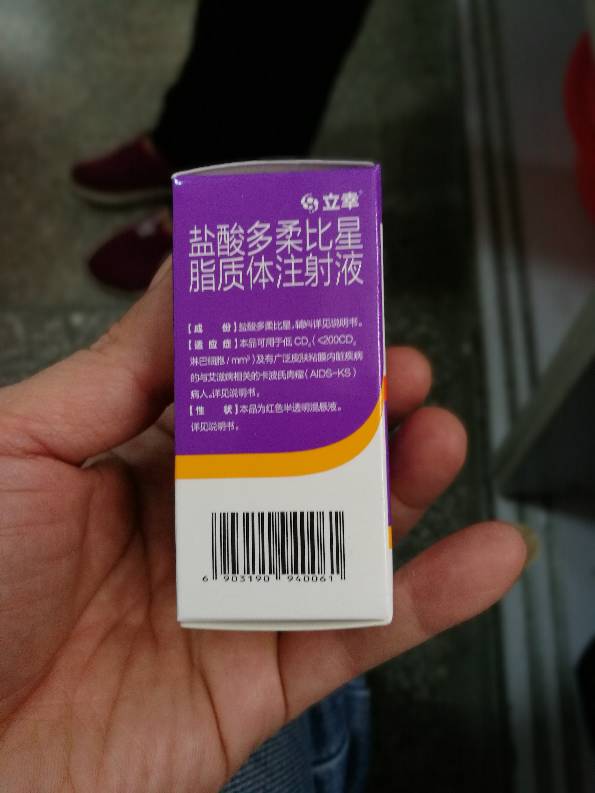 立幸
盐酸多柔比星
脂质体注射液
【成 份】盐酸多柔比星,辅料详见说明书。
【适 应 症】本品可用于低 CD₄(<200CD₄
淋巴细胞/mm³)及有广泛皮肤粘膜内脏疾病
的与艾滋病相关的卡波氏肉瘤(AIDS-KS)
病人。详见说明书。
【性 状】本品为红色半透明混悬液。
详见说明书。
6 903190 940061